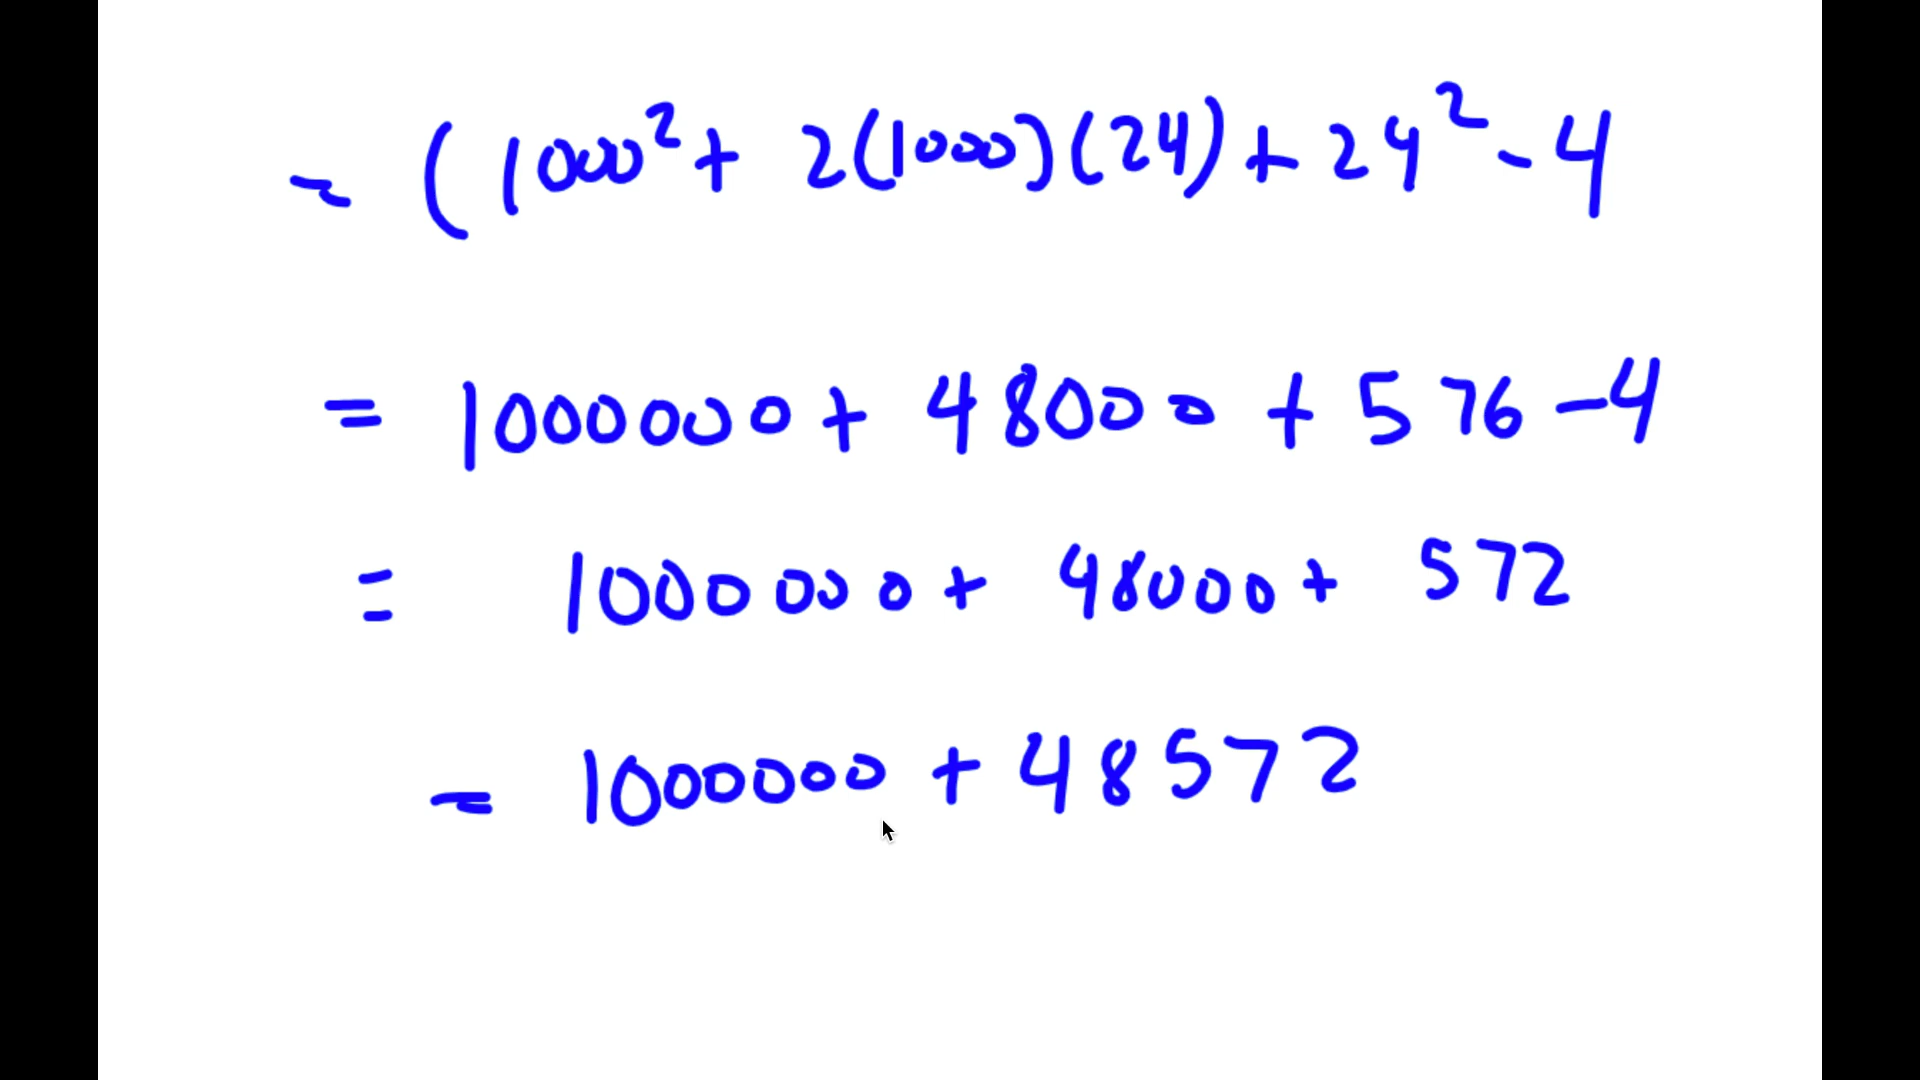 = (1000² + 2(1000)(24) + 24² - 4
= 1000000 + 48000 + 576 - 4
= 1000000 + 48000 + 572
= 1000000 + 48572